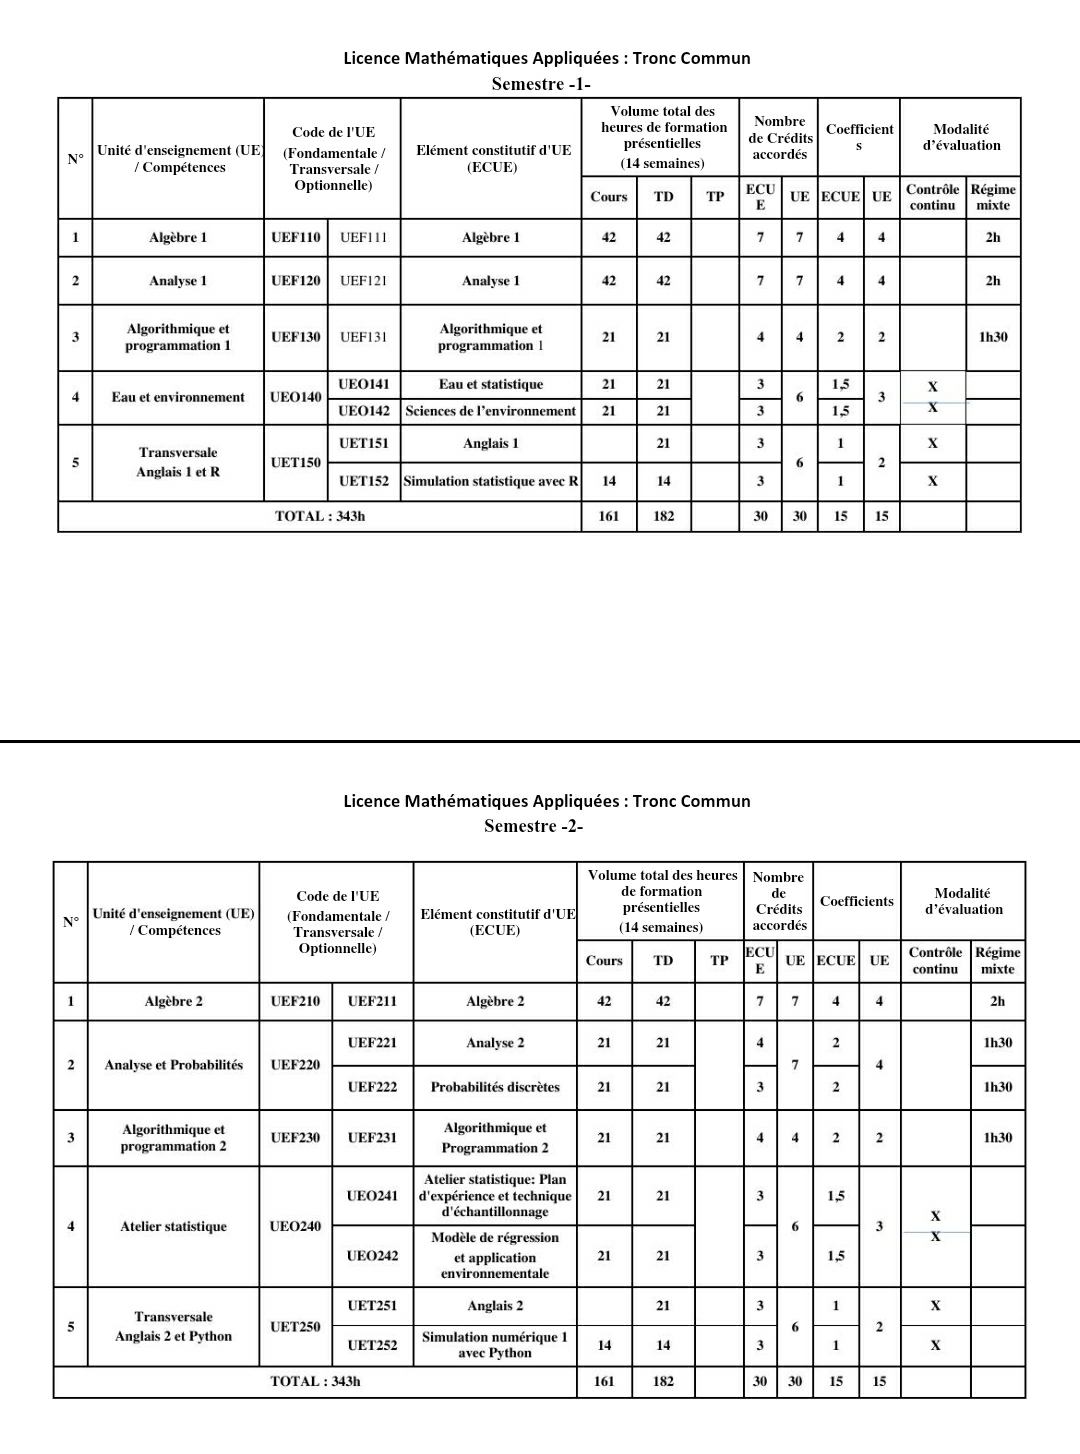 Licence Mathématiques Appliquées : Tronc Commun
Semestre -1-
N° Unité d'enseignement (UE) / Compétences Code de l'UE (Fondamentale / Transversale / Optionnelle) Elément constitutif d'UE (ECUE) Volume total des heures de formation présentielles (14 semaines) Nombre de Crédits accordés Coefficients Modalité d'évaluation
Cours TD TP ECUE UE ECUE UE Contrôle continu Régime mixte
1 Algèbre 1 UEF110 UEF111 Algèbre 1 42 42 7 7 4 4 2h
2 Analyse 1 UEF120 UEF121 Analyse 1 42 42 7 7 4 4 2h
3 Algorithmique et programmation 1 UEF130 UEF131 Algorithmique et programmation 1 21 21 4 4 2 2 1h30
4 Eau et environnement UEO140 UEO141 Eau et statistique 21 21 3 6 1,5 3 X
UEO142 Sciences de l'environnement 21 21 3 1,5 X
5 Transversale Anglais 1 et R UET150 UET151 Anglais 1 21 3 6 1 2 X
UET152 Simulation statistique avec R 14 14 3 1 X
TOTAL : 343h 161 182 30 30 15 15
Licence Mathématiques Appliquées : Tronc Commun
Semestre -2-
N° Unité d'enseignement (UE) / Compétences Code de l'UE (Fondamentale / Transversale / Optionnelle) Elément constitutif d'UE (ECUE) Volume total des heures de formation présentielles (14 semaines) Nombre de Crédits accordés Coefficients Modalité d'évaluation
Cours TD TP ECUE UE ECUE UE Contrôle continu Régime mixte
1 Algèbre 2 UEF210 UEF211 Algèbre 2 42 42 7 7 4 4 2h
2 Analyse et Probabilités UEF220 UEF221 Analyse 2 21 21 4 7 2 4 1h30
UEF222 Probabilités discrètes 21 21 3 2 1h30
3 Algorithmique et programmation 2 UEF230 UEF231 Algorithmique et Programmation 2 21 21 4 4 2 2 1h30
4 Atelier statistique UEO240 UEO241 Atelier statistique: Plan d'expérience et technique d'échantillonnage 21 21 3 6 1,5 3 X
UEO242 Modèle de régression et application environnementale 21 21 3 1,5 X
5 Transversale Anglais 2 et Python UET250 UET251 Anglais 2 21 3 6 1 2 X
UET252 Simulation numérique 1 avec Python 14 14 3 1 X
TOTAL : 343h 161 182 30 30 15 15